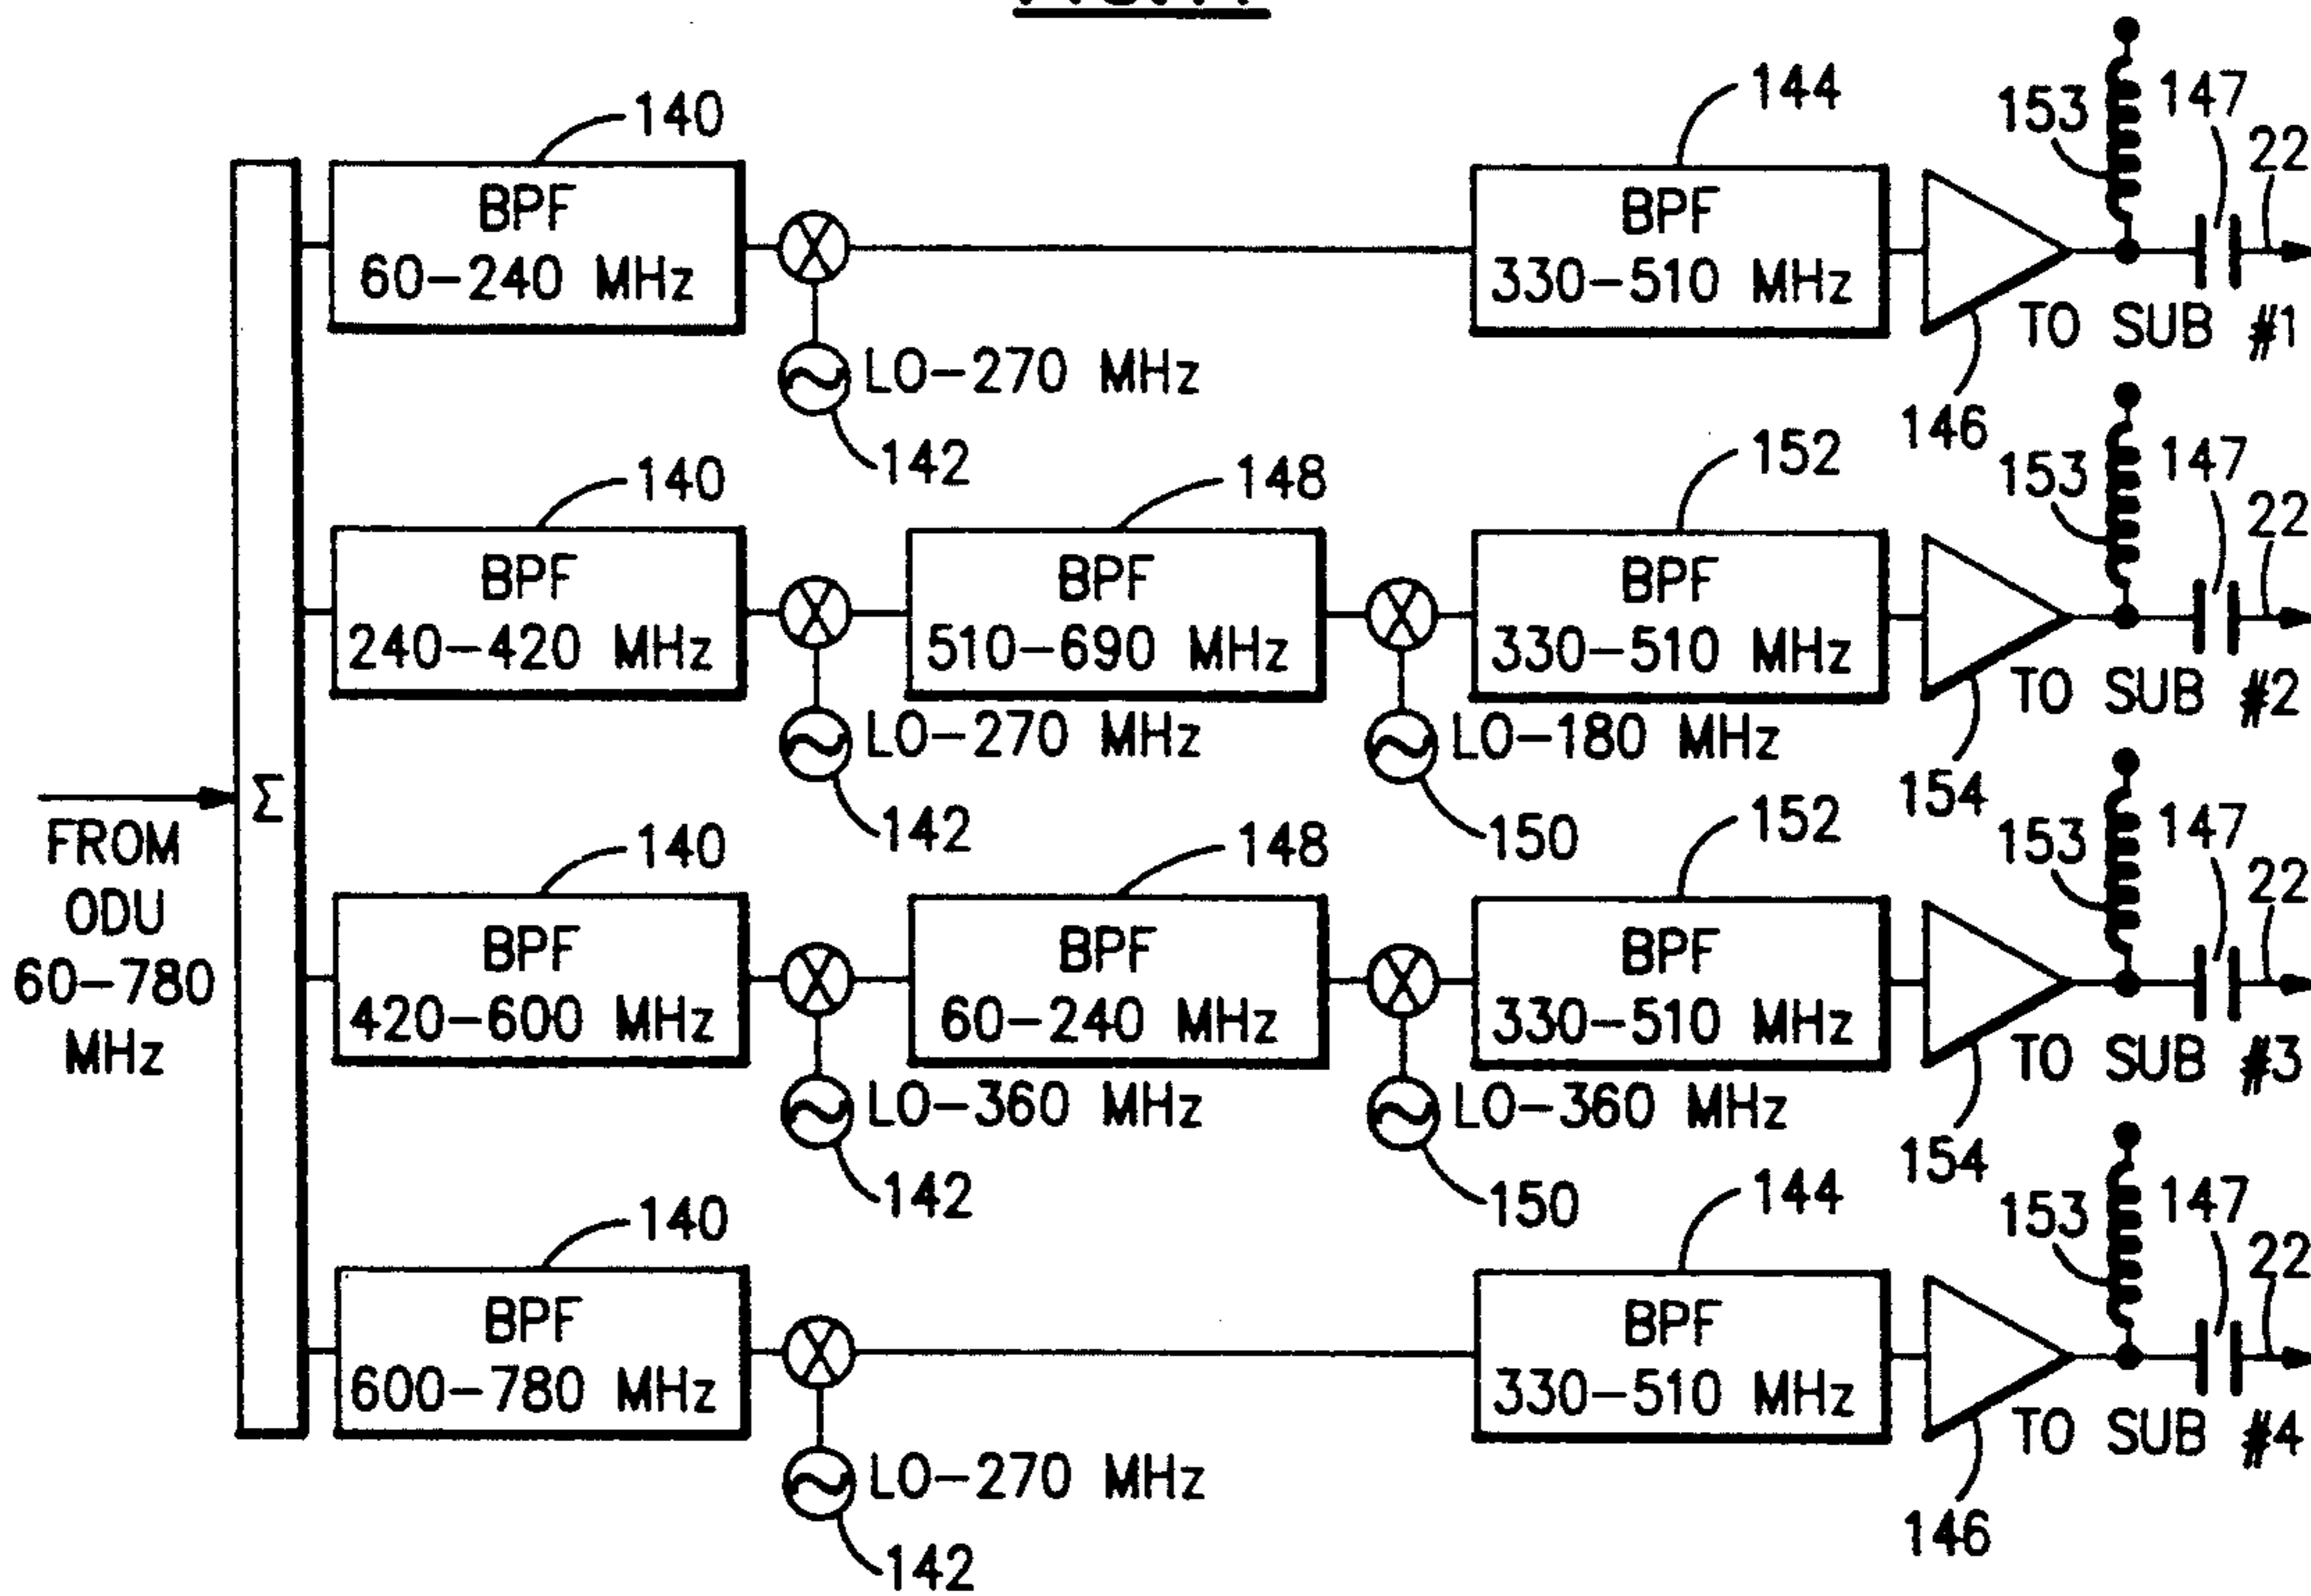 140
144
153
147
22
BPF
60-240 MHz
BPF
330-510 MHz
LO-270 MHz
TO SUB #1
142
146
140
148
152
153
147
22
BPF
240-420 MHz
BPF
510-690 MHz
BPF
330-510 MHz
LO-270 MHz
LO-180 MHz
TO SUB #2
142
150
154
Σ
FROM
ODU
60-780
MHz
140
148
152
153
147
22
BPF
420-600 MHz
BPF
60-240 MHz
BPF
330-510 MHz
LO-360 MHz
LO-360 MHz
TO SUB #3
142
150
154
140
144
153
147
22
BPF
600-780 MHz
BPF
330-510 MHz
LO-270 MHz
TO SUB #4
142
146